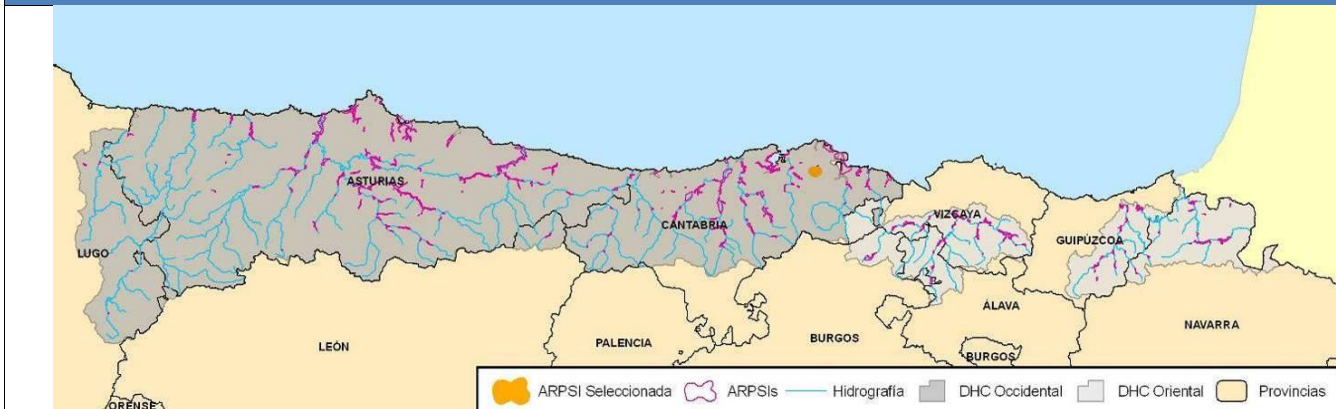 ASTURIAS
CANTABRIA
VIZCAYA
GUIPÚZCOA
LUGO
ÁLAVA
NAVARRA
LEÓN
PALENCIA
BURGOS
BURGOS
ORENSE
ARPSI Seleccionada ARPSIs Hidrografía DHC Occidental DHC Oriental Provincias